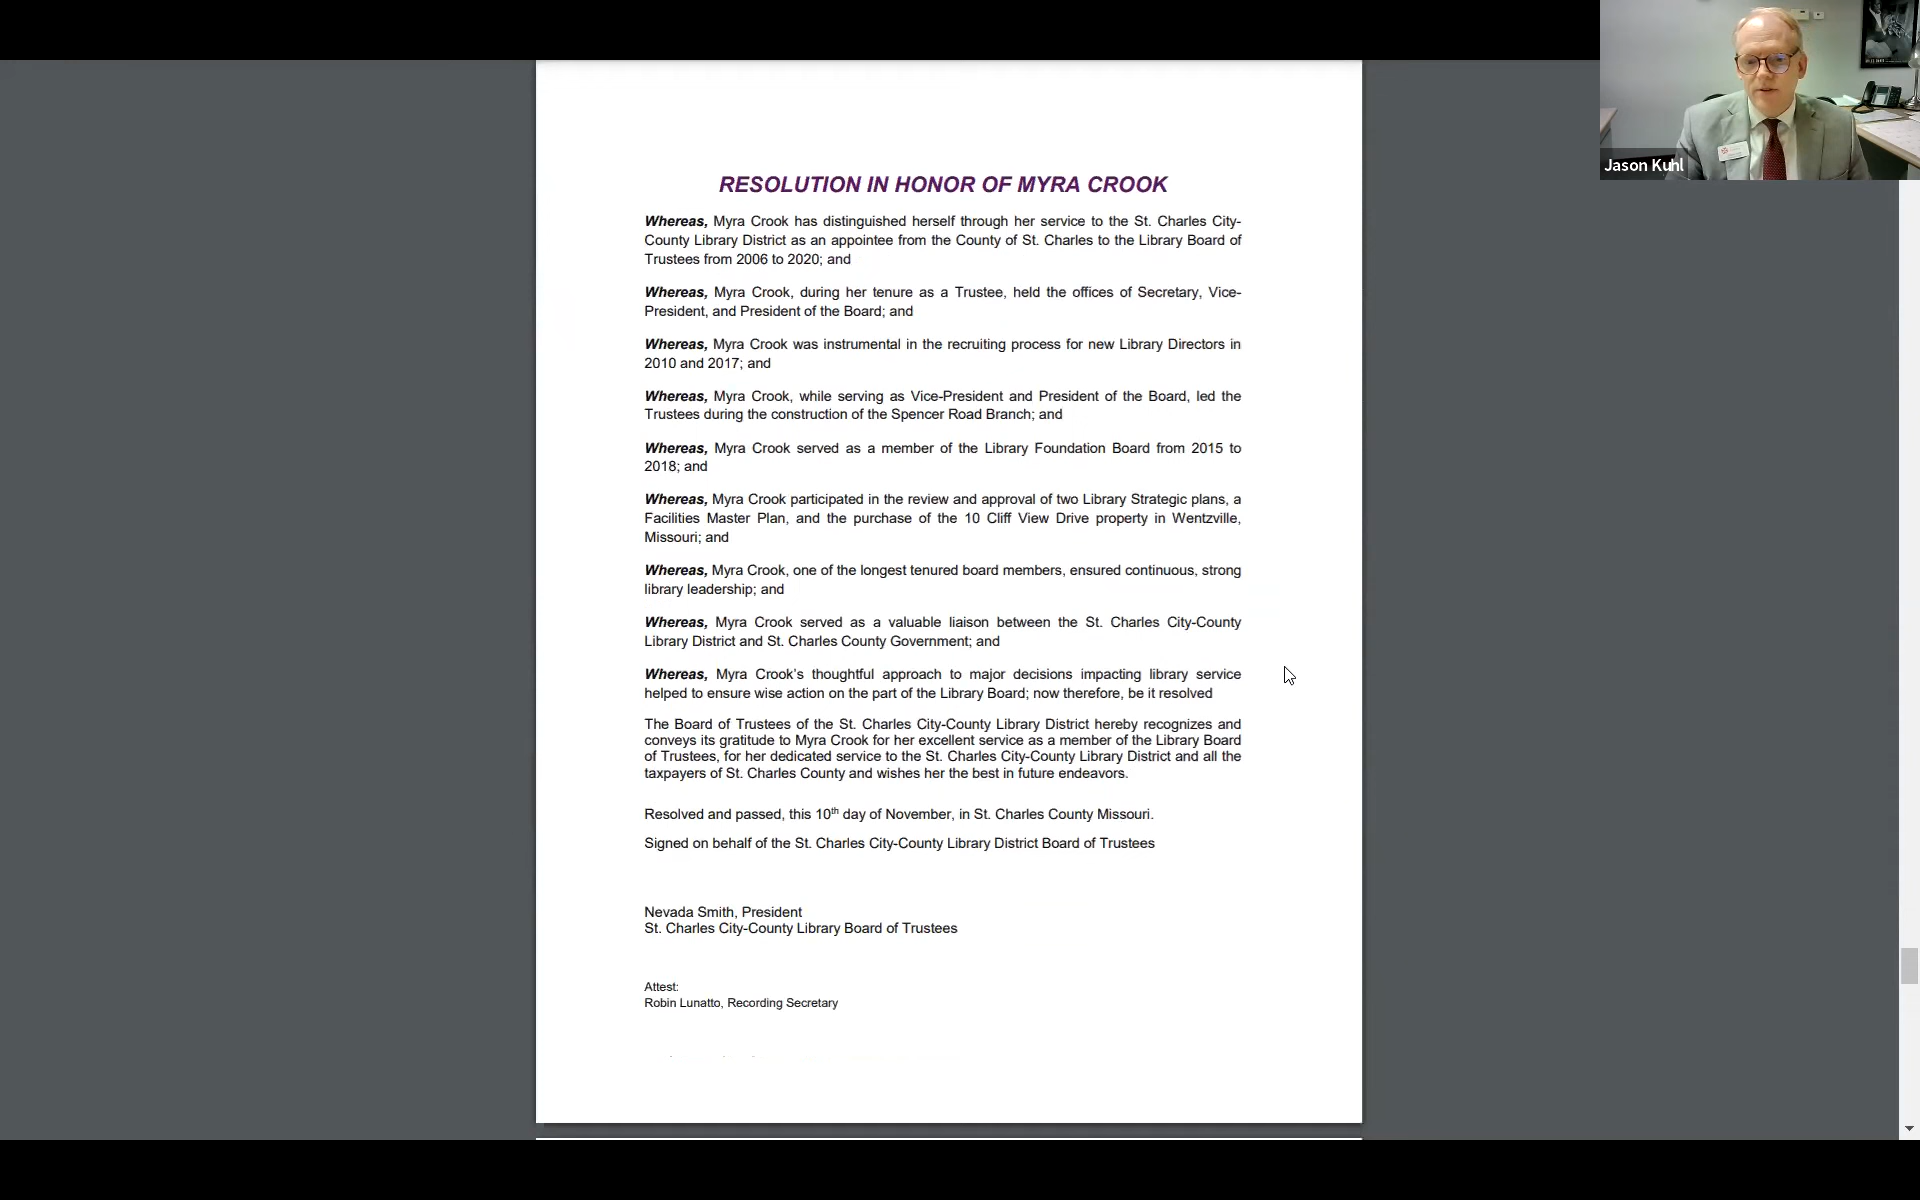 Jason Kuhl
RESOLUTION IN HONOR OF MYRA CROOK
Whereas, Myra Crook has distinguished herself through her service to the St. Charles City-
County Library District as an appointee from the County of St. Charles to the Library Board of
Trustees from 2006 to 2020; and
Whereas, Myra Crook, during her tenure as a Trustee, held the offices of Secretary, Vice-
President, and President of the Board; and
Whereas, Myra Crook was instrumental in the recruiting process for new Library Directors in
2010 and 2017; and
Whereas, Myra Crook, while serving as Vice-President and President of the Board, led the
Trustees during the construction of the Spencer Road Branch; and
Whereas, Myra Crook served as a member of the Library Foundation Board from 2015 to
2018; and
Whereas, Myra Crook participated in the review and approval of two Library Strategic plans, a
Facilities Master Plan, and the purchase of the 10 Cliff View Drive property in Wentzville,
Missouri; and
Whereas, Myra Crook, one of the longest tenured board members, ensured continuous, strong
library leadership; and
Whereas, Myra Crook served as a valuable liaison between the St. Charles City-County
Library District and St. Charles County Government; and
Whereas, Myra Crook's thoughtful approach to major decisions impacting library service
helped to ensure wise action on the part of the Library Board; now therefore, be it resolved
The Board of Trustees of the St. Charles City-County Library District hereby recognizes and
conveys its gratitude to Myra Crook for her excellent service as a member of the Library Board
of Trustees, for her dedicated service to the St. Charles City-County Library District and all the
taxpayers of St. Charles County and wishes her the best in future endeavors.
Resolved and passed, this 10th day of November, in St. Charles County Missouri.
Signed on behalf of the St. Charles City-County Library District Board of Trustees
Nevada Smith, President
St. Charles City-County Library Board of Trustees
Attest:
Robin Lunatto, Recording Secretary